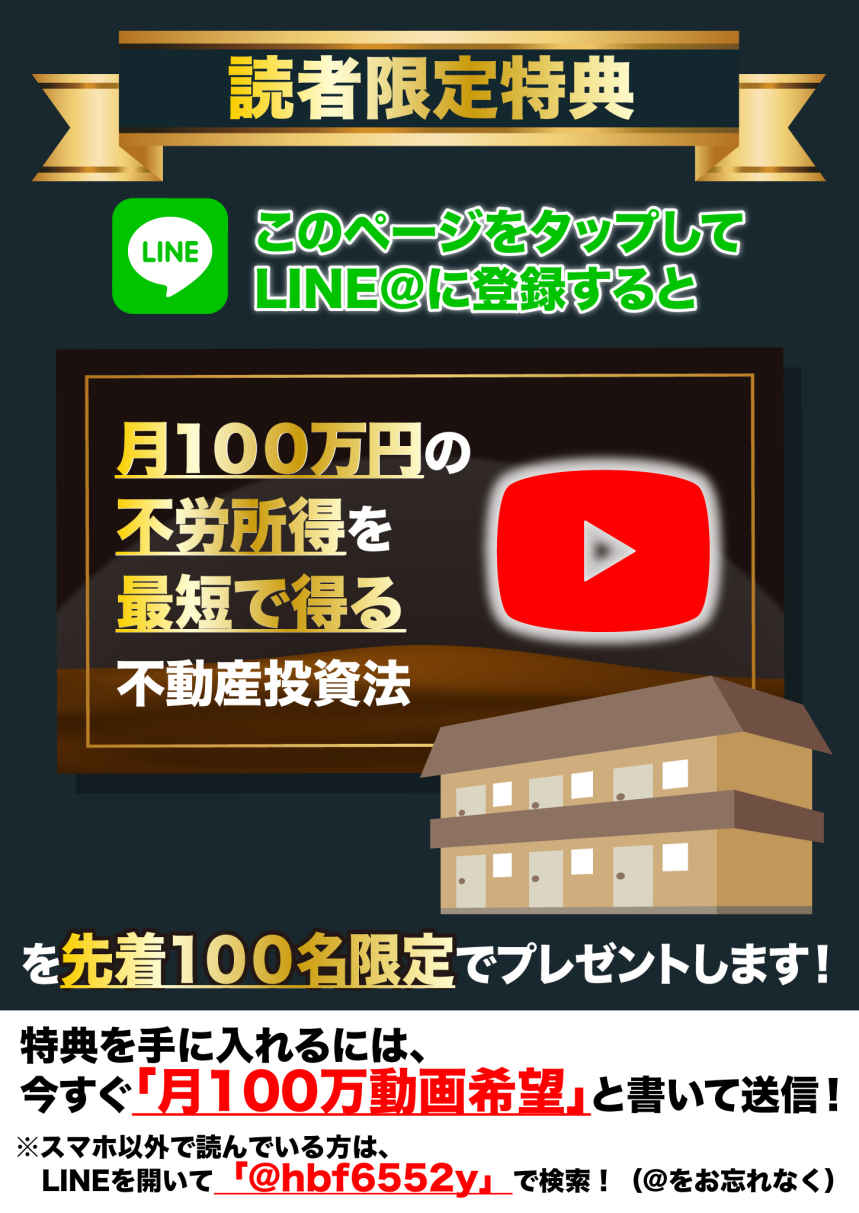 読者限定特典
LINE
このページをタップして
LINE@に登録すると
月100万円の
不労所得を
最短で得る
不動産投資法
を先着100名限定でプレゼントします!
特典を手に入れるには、
今すぐ「月100万動画希望」と書いて送信!
※スマホ以外で読んでいる方は、
LINEを開いて「@hbf6552y」で検索!(@をお忘れなく)